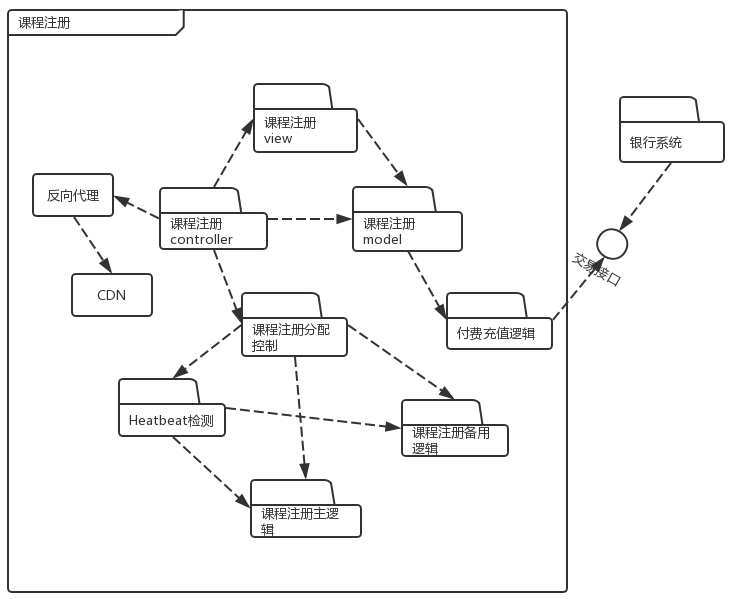 课程注册
课程注册
view
银行系统
反向代理
课程注册
controller
课程注册
model
交易接口
CDN
课程注册分配
控制
付费充值逻辑
Heatbeat检测
课程注册备用
逻辑
课程注册主逻
辑